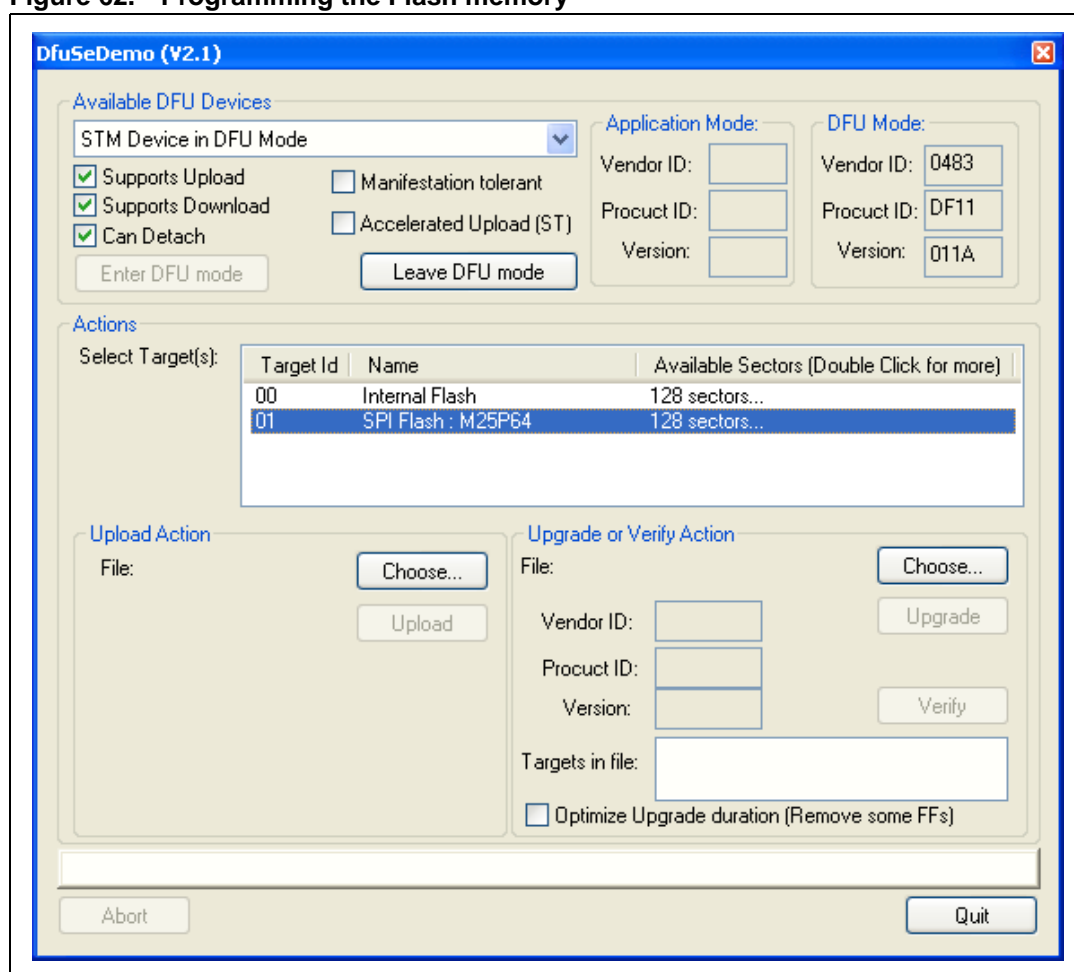 Figure 62. Programming the Flash memory
DfuSeDemo (V2.1)
Available DFU Devices
STM Device in DFU Mode
Supports Upload
Manifestation tolerant
Supports Download
Accelerated Upload (ST)
Can Detach
Enter DFU mode
Leave DFU mode
Application Mode:
Vendor ID:
Procuct ID:
Version:
DFU Mode:
Vendor ID: 0483
Procuct ID: DF11
Version: 011A
Actions
Select Target(s):
Target Id Name Available Sectors (Double Click for more)
00 Internal Flash 128 sectors...
01 SPI Flash : M25P64 128 sectors...
Upload Action
File:
Choose...
Upload
Upgrade or Verify Action
File:
Choose...
Vendor ID:
Upgrade
Procuct ID:
Version:
Verify
Targets in file:
Optimize Upgrade duration (Remove some FFs)
Abort
Quit